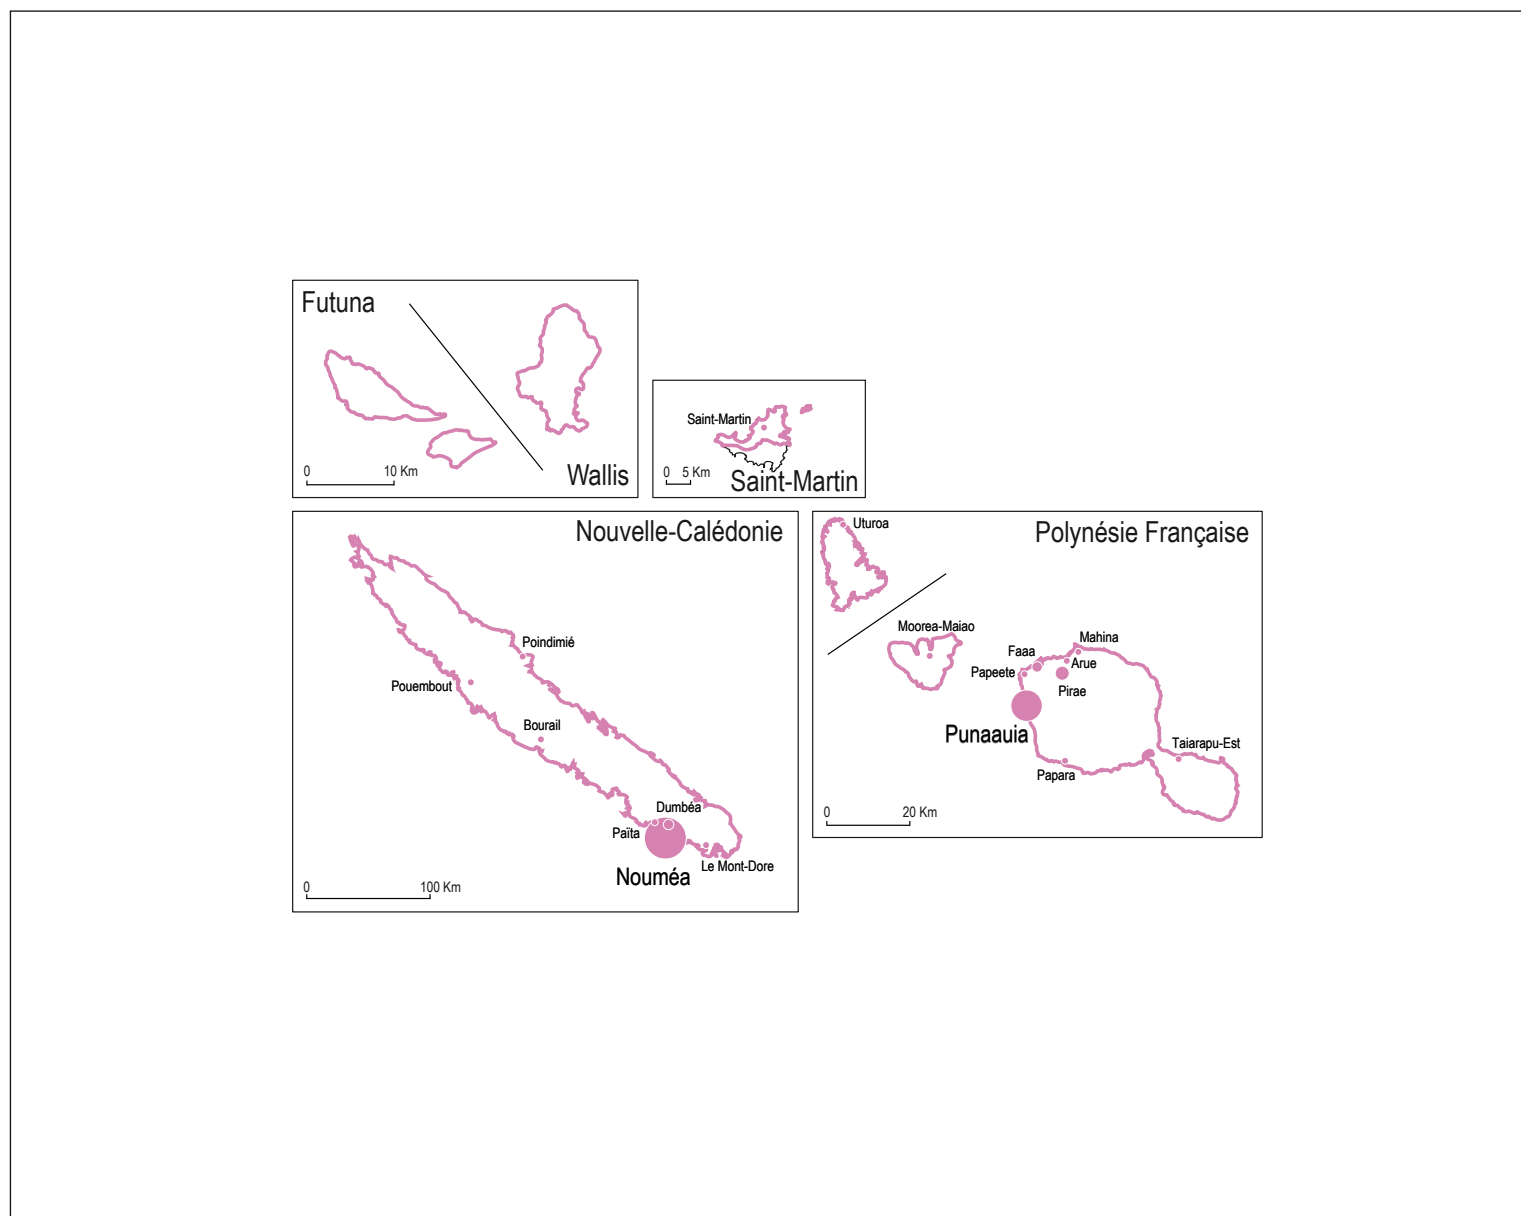 Futuna
Wallis
0 10 Km
Saint-Martin
0 5 Km
Saint-Martin
Nouvelle-Calédonie
Poindimié
Pouembout
Bourail
Dumbéa
Païta
Le Mont-Dore
Nouméa
0 100 Km
Polynésie Française
Uturoa
Moorea-Maiao
Mahina
Faaa
Arue
Papeete
Pirae
Punaauia
Taiarapu-Est
Papara
0 20 Km